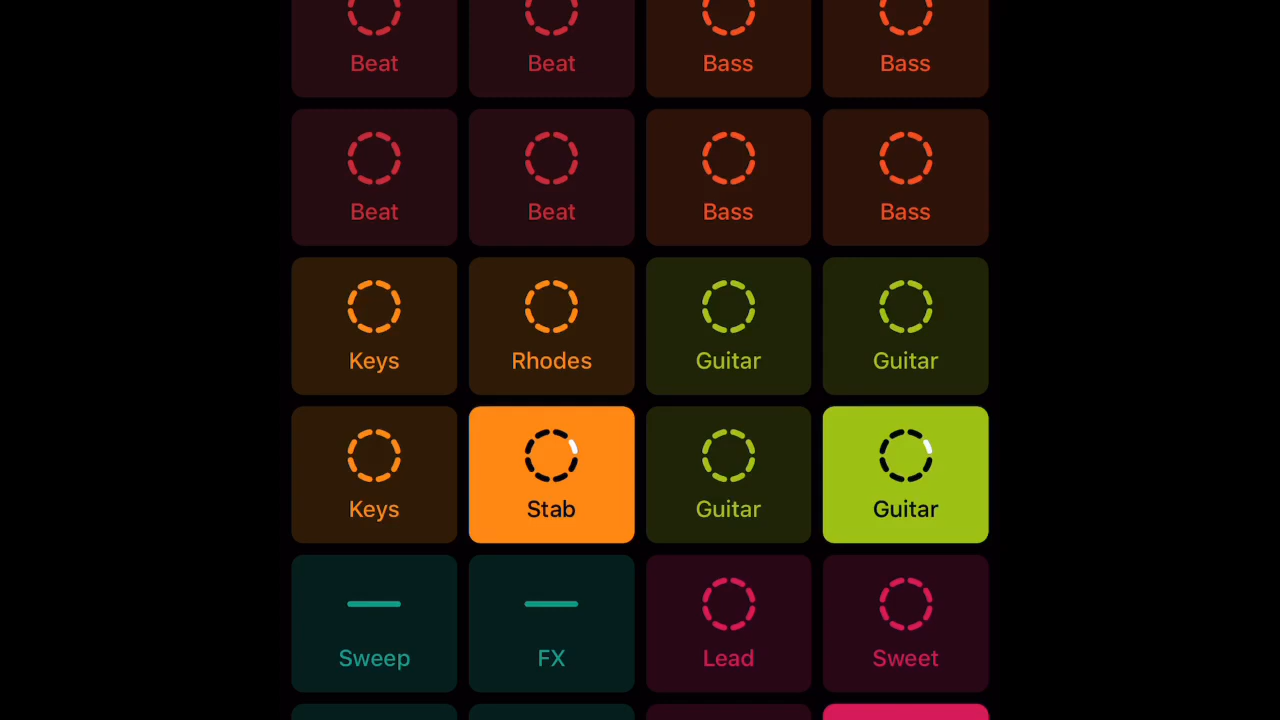 Beat Beat Bass Bass
Beat Beat Bass Bass
Keys Rhodes Guitar Guitar
Keys Stab Guitar Guitar
Sweep FX Lead Sweet